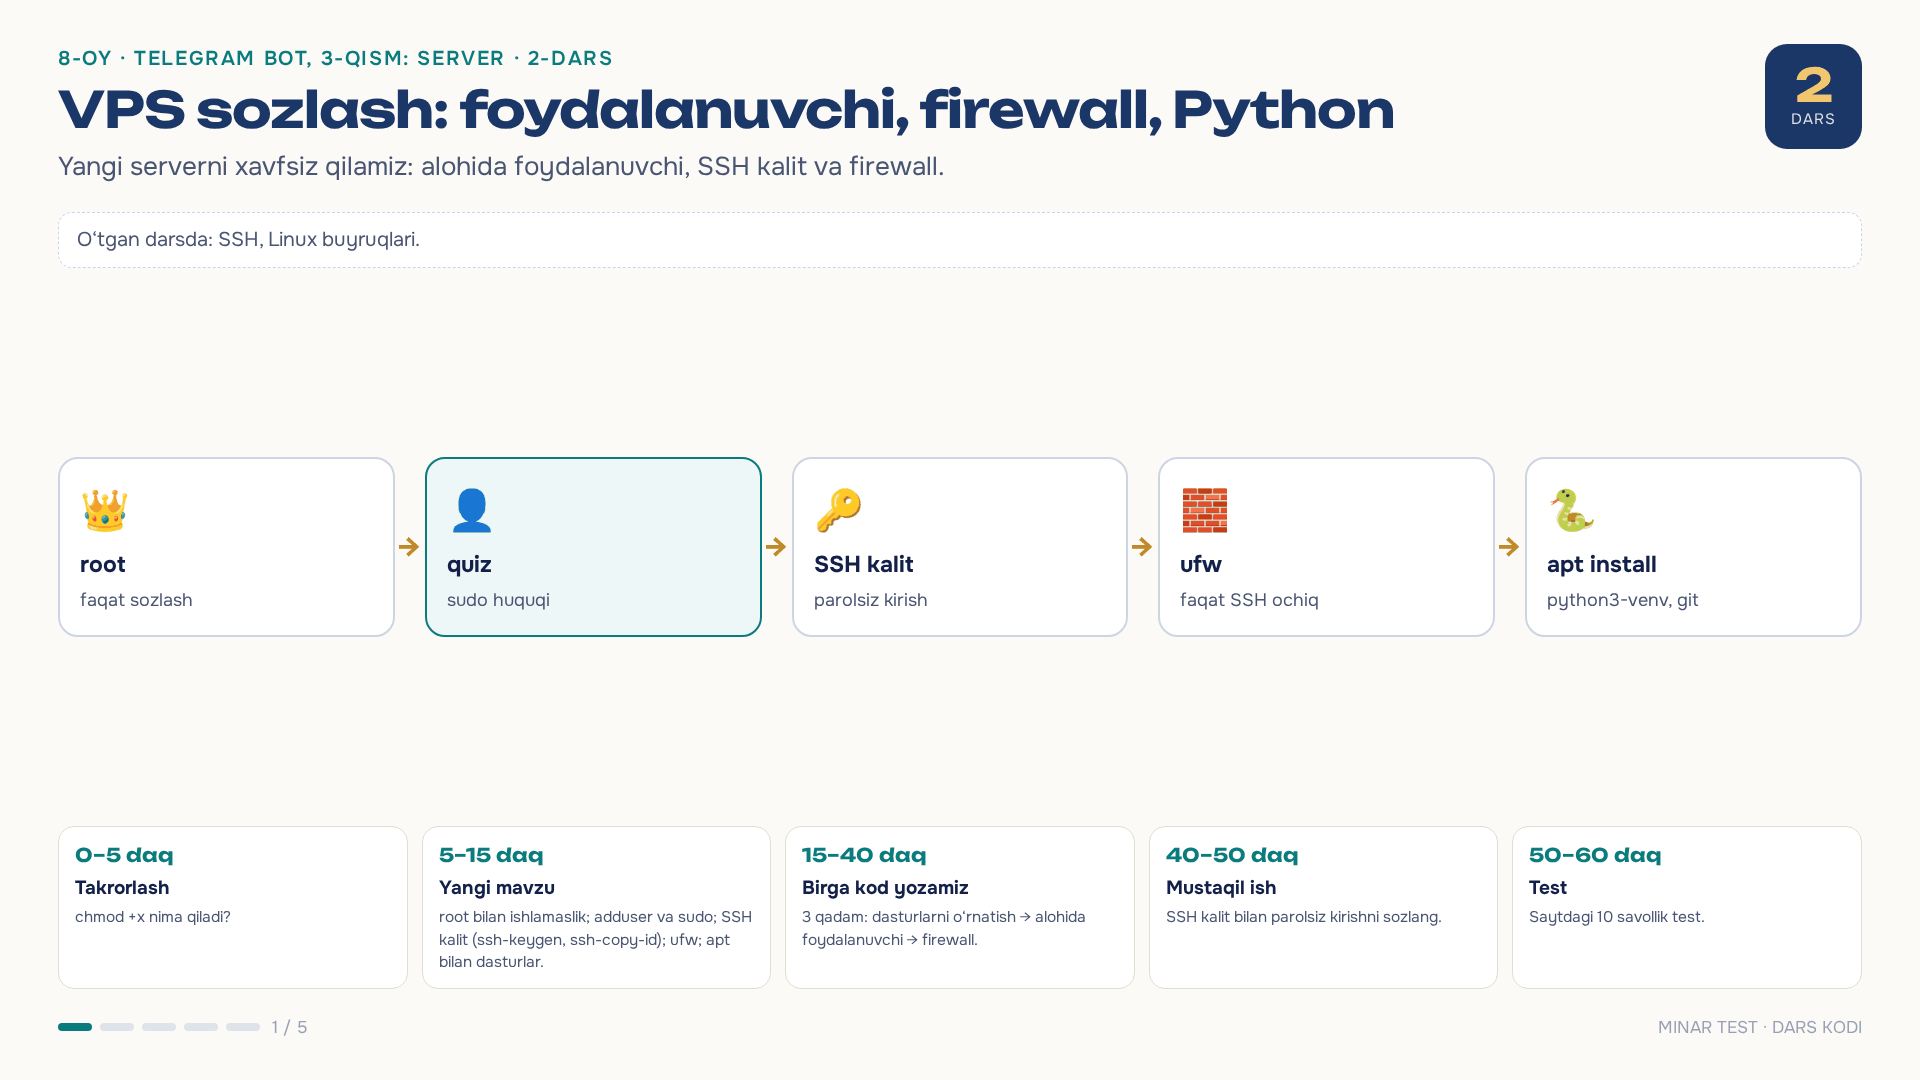 8-OY · TELEGRAM BOT, 3-QISM: SERVER · 2-DARS
VPS sozlash: foydalanuvchi, firewall, Python
Yangi serverni xavfsiz qilamiz: alohida foydalanuvchi, SSH kalit va firewall.
2
DARS
O‘tgan darsda: SSH, Linux buyruqlari.
root
faqat sozlash
→
quiz
sudo huquqi
→
SSH kalit
parolsiz kirish
→
ufw
faqat SSH ochiq
→
apt install
python3-venv, git
0–5 daq
Takrorlash
chmod +x nima qiladi?
5–15 daq
Yangi mavzu
root bilan ishlamaslik; adduser va sudo; SSH
kalit (ssh-keygen, ssh-copy-id); ufw; apt
bilan dasturlar.
15–40 daq
Birga kod yozamiz
3 qadam: dasturlarni o‘rnatish → alohida
foydalanuvchi → firewall.
40–50 daq
Mustaqil ish
SSH kalit bilan parolsiz kirishni sozlang.
50–60 daq
Test
Saytdagi 10 savollik test.
1 / 5
MINAR TEST · DARS KODI